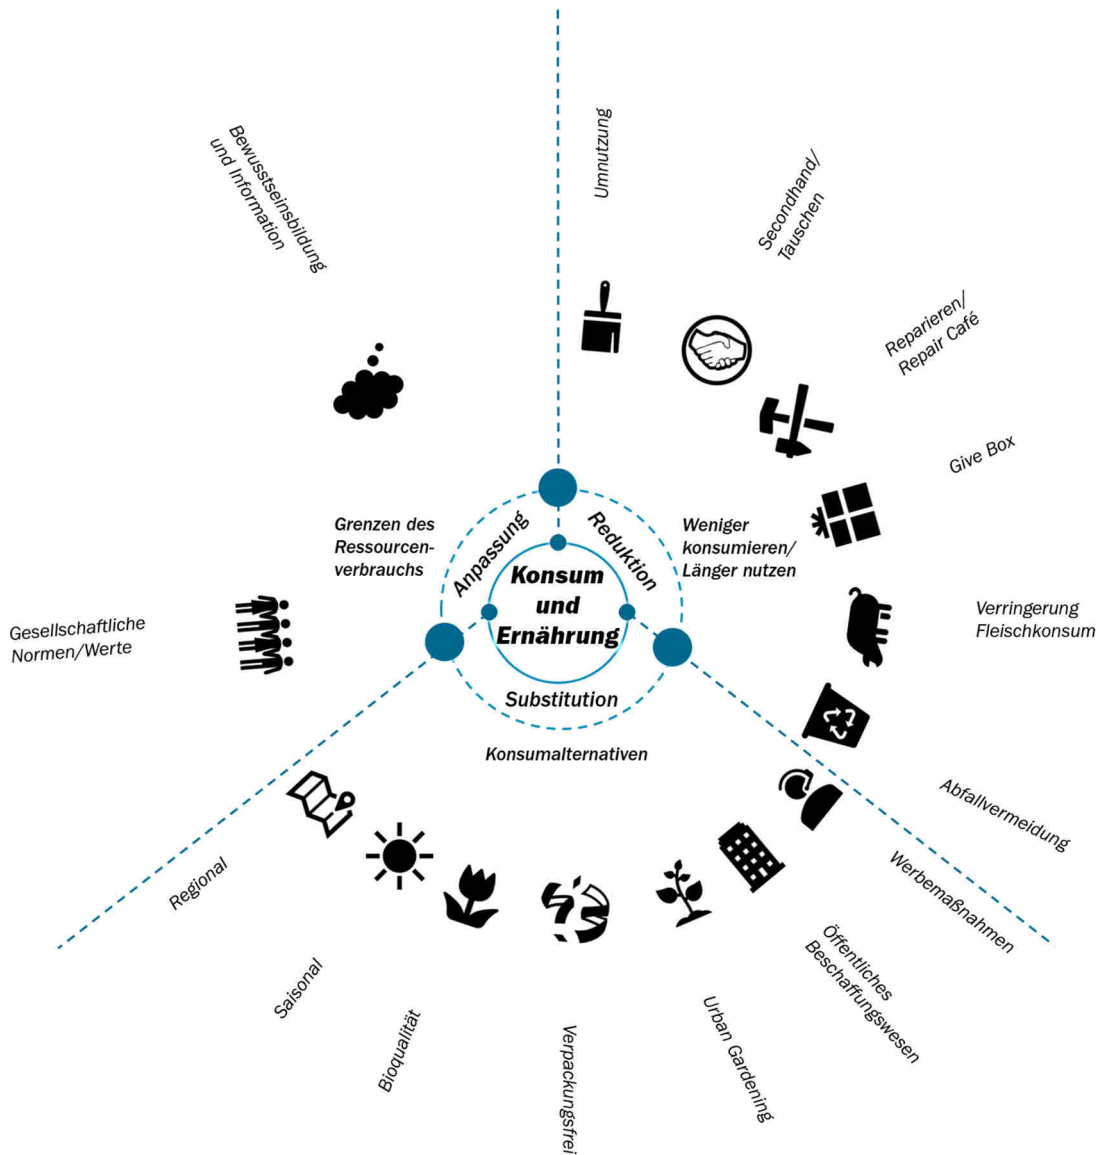 Konsum
und
Ernährung
Anpassung
Grenzen des
Ressourcen-
verbrauchs
Bewusstseinsbildung
und Information
Gesellschaftliche
Normen/Werte
Reduktion
Weniger
konsumieren/
Länger nutzen
Umnutzung
Secondhand/
Tauschen
Reparieren/
Repair Café
Give Box
Verringerung
Fleischkonsum
Abfallvermeidung
Substitution
Konsumalternativen
Werbemaßnahmen
Öffentliches
Beschaffungswesen
Urban Gardening
Verpackungsfrei
Bioqualität
Saisonal
Regional